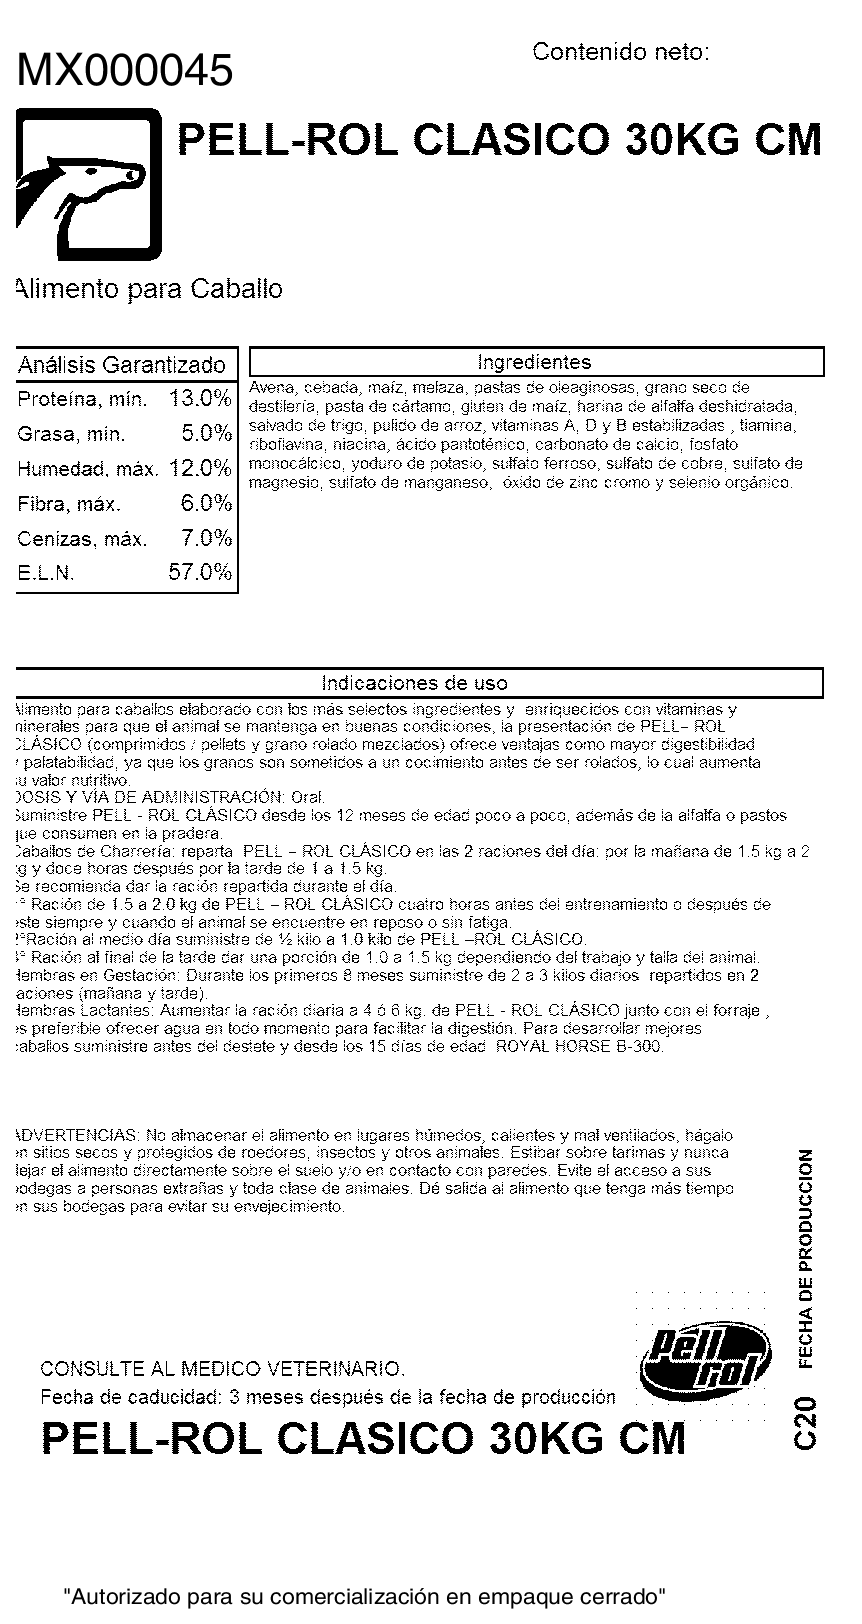 MX000045
Contenido neto:
PELL-ROL CLASICO 30KG CM
Alimento para Caballo
Análisis Garantizado
Proteína, mín. 13.0%
Grasa, mín. 5.0%
Humedad, máx. 12.0%
Fibra, máx. 6.0%
Cenizas, máx. 7.0%
E.L.N. 57.0%
Ingredientes
Avena, cebada, maíz, melaza, pastas de oleaginosas, grano seco de
destilería, pasta de cártamo, gluten de maíz, harina de alfalfa deshidratada,
salvado de trigo, pulido de arroz, vitaminas A, D y B estabilizadas , tiamina,
riboflavina, niacina, ácido pantoténico, carbonato de calcio, fosfato
monocálcico, yoduro de potasio, sulfato ferroso, sulfato de cobre, sulfato de
magnesio, sulfato de manganeso, óxido de zinc cromo y selenio orgánico.
Indicaciones de uso
Alimento para caballos elaborado con los más selectos ingredientes y enriquecidos con vitaminas y
minerales para que el animal se mantenga en buenas condiciones, la presentación de PELL– ROL
CLÁSICO (comprimidos / pellets y grano rolado mezclados) ofrece ventajas como mayor digestibilidad
y palatabilidad, ya que los granos son sometidos a un cocimiento antes de ser rolados, lo cual aumenta
su valor nutritivo.
DOSIS Y VÍA DE ADMINISTRACIÓN: Oral.
Suministre PELL - ROL CLÁSICO desde los 12 meses de edad poco a poco, además de la alfalfa o pastos
que consumen en la pradera.
Caballos de Charrería: reparta PELL – ROL CLÁSICO en las 2 raciones del día: por la mañana de 1.5 kg a 2
kg y doce horas después por la tarde de 1 a 1.5 kg.
Se recomienda dar la ración repartida durante el día.
1° Ración de 1.5 a 2.0 kg de PELL – ROL CLÁSICO cuatro horas antes del entrenamiento o después de
este siempre y cuando el animal se encuentre en reposo o sin fatiga.
2°Ración al medio día suministre de ½ kilo a 1.0 kilo de PELL –ROL CLÁSICO.
3° Ración al final de la tarde dar una porción de 1.0 a 1.5 kg dependiendo del trabajo y talla del animal.
Hembras en Gestación: Durante los primeros 8 meses suministre de 2 a 3 kilos diarios repartidos en 2
raciones (mañana y tarde).
Hembras Lactantes: Aumentar la ración diaria a 4 ó 6 kg. de PELL - ROL CLÁSICO junto con el forraje ,
es preferible ofrecer agua en todo momento para facilitar la digestión. Para desarrollar mejores
caballos suministre antes del destete y desde los 15 días de edad ROYAL HORSE B-300.
ADVERTENCIAS: No almacenar el alimento en lugares húmedos, calientes y mal ventilados, hágalo
en sitios secos y protegidos de roedores, insectos y otros animales. Estibar sobre tarimas y nunca
dejar el alimento directamente sobre el suelo y/o en contacto con paredes. Evite el acceso a sus
bodegas a personas extrañas y toda clase de animales. Dé salida al alimento que tenga más tiempo
en sus bodegas para evitar su envejecimiento.
FECHA DE PRODUCCION
C20
Pell rol
CONSULTE AL MEDICO VETERINARIO.
Fecha de caducidad: 3 meses después de la fecha de producción
PELL-ROL CLASICO 30KG CM
"Autorizado para su comercialización en empaque cerrado"